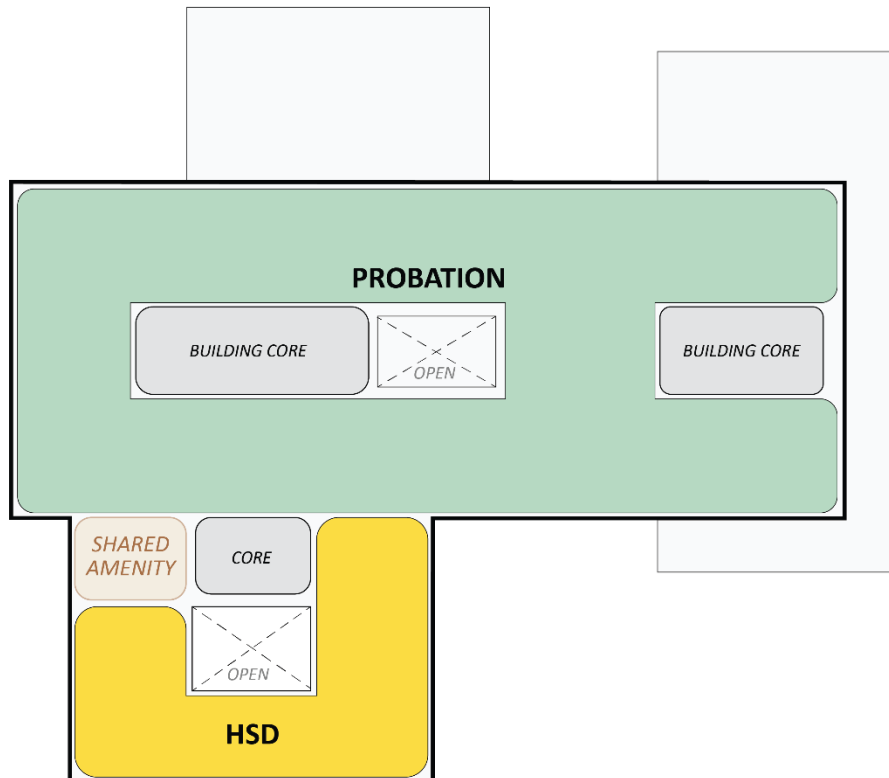 PROBATION
BUILDING CORE
OPEN
BUILDING CORE
SHARED
AMENITY
CORE
OPEN
HSD